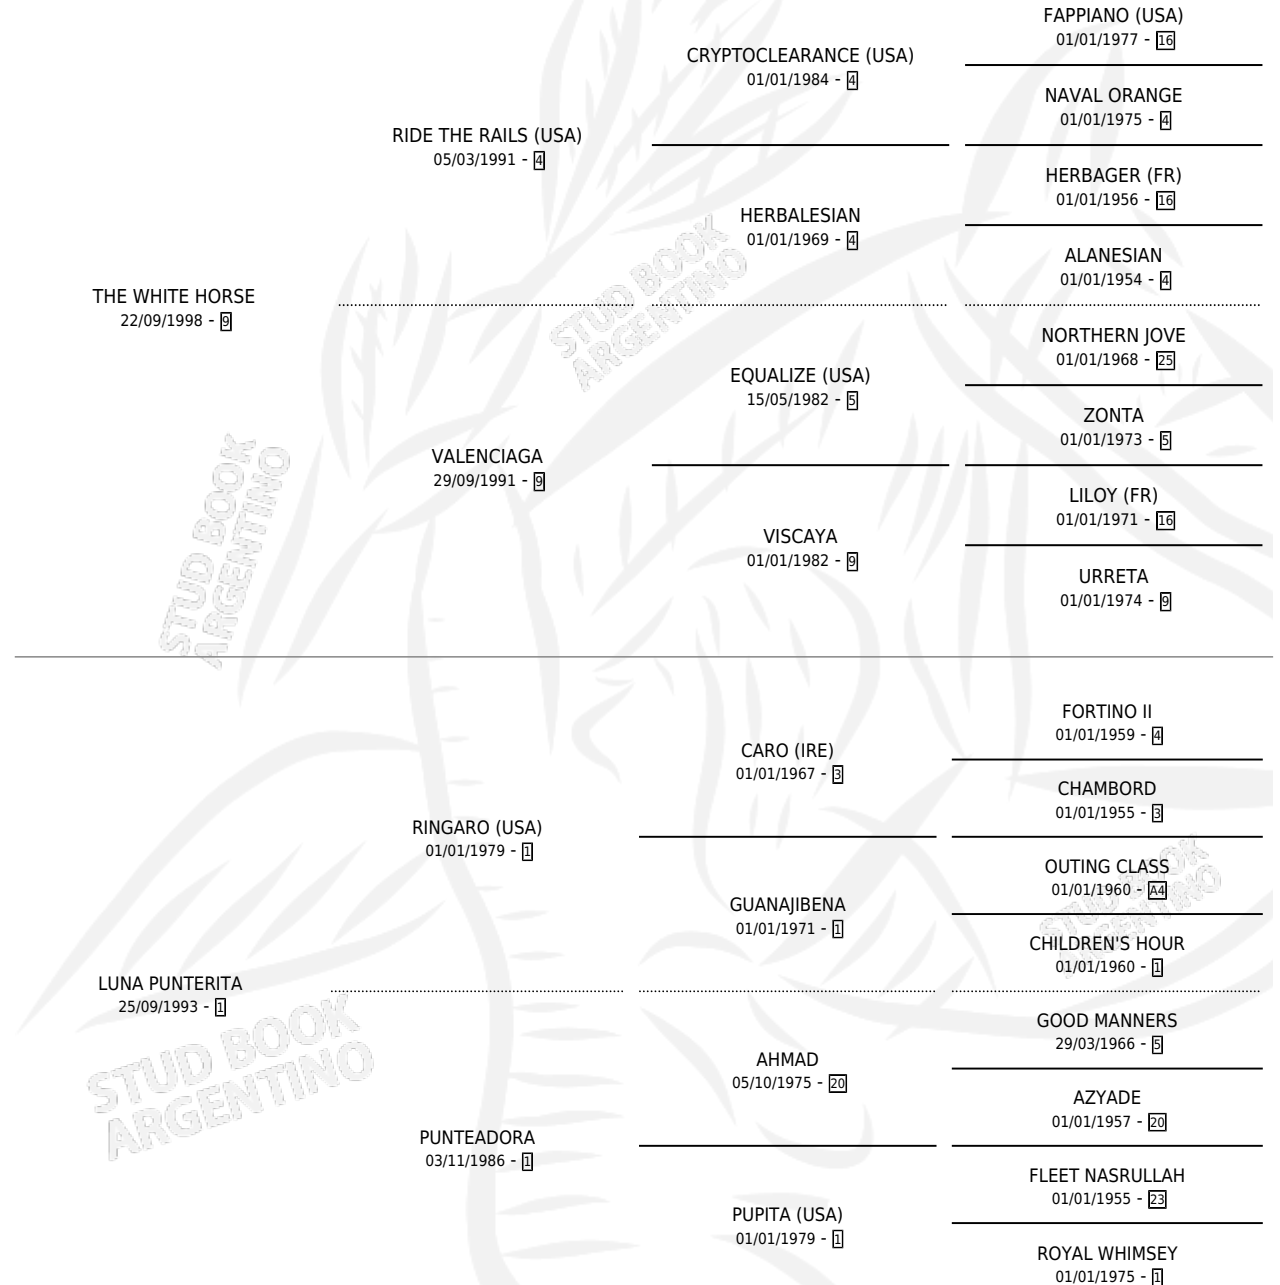 FAPPIANO (USA)
01/01/1977 - 16
CRYPTOCLEARANCE (USA)
01/01/1984 - 4
NAVAL ORANGE
01/01/1975 - 4
RIDE THE RAILS (USA)
05/03/1991 - 4
HERBAGER (FR)
01/01/1956 - 16
HERBALESIAN
01/01/1969 - 4
ALANESIAN
01/01/1954 - 4
THE WHITE HORSE
22/09/1998 - 9
NORTHERN JOVE
01/01/1968 - 25
EQUALIZE (USA)
15/05/1982 - 5
ZONTA
01/01/1973 - 5
VALENCIAGA
29/09/1991 - 9
LILOY (FR)
01/01/1971 - 16
VISCAYA
01/01/1982 - 9
URRETA
01/01/1974 - 9
FORTINO II
01/01/1959 - 4
CARO (IRE)
01/01/1967 - 3
CHAMBORD
01/01/1955 - 3
RINGARO (USA)
01/01/1979 - 1
OUTING CLASS
01/01/1960 - A4
GUANAJIBENA
01/01/1971 - 1
CHILDREN'S HOUR
01/01/1960 - 1
LUNA PUNTERITA
25/09/1993 - 1
GOOD MANNERS
29/03/1966 - 5
AHMAD
05/10/1975 - 20
AZYADE
01/01/1957 - 20
PUNTEADORA
03/11/1986 - 1
FLEET NASRULLAH
01/01/1955 - 23
PUPITA (USA)
01/01/1979 - 1
ROYAL WHIMSEY
01/01/1975 - 1
STUD BOOK
ARGENTINO
STUD BOOK
ARGENTINO
STUD BOOK
ARGENTINO
STUD BOOK
ARGENTINO